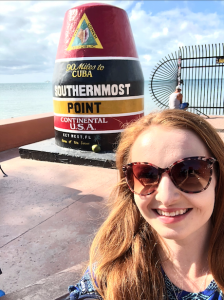 90 Miles to
CUBA
SOUTHERNMOST
POINT
CONTINENTAL
U.S.A.
KEY WEST, FL